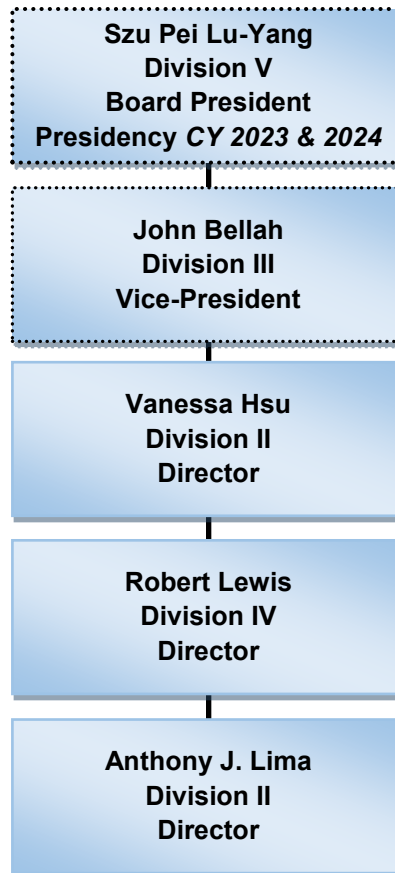 Szu Pei Lu-Yang
Division V
Board President
Presidency CY 2023 & 2024
John Bellah
Division III
Vice-President
Vanessa Hsu
Division II
Director
Robert Lewis
Division IV
Director
Anthony J. Lima
Division II
Director